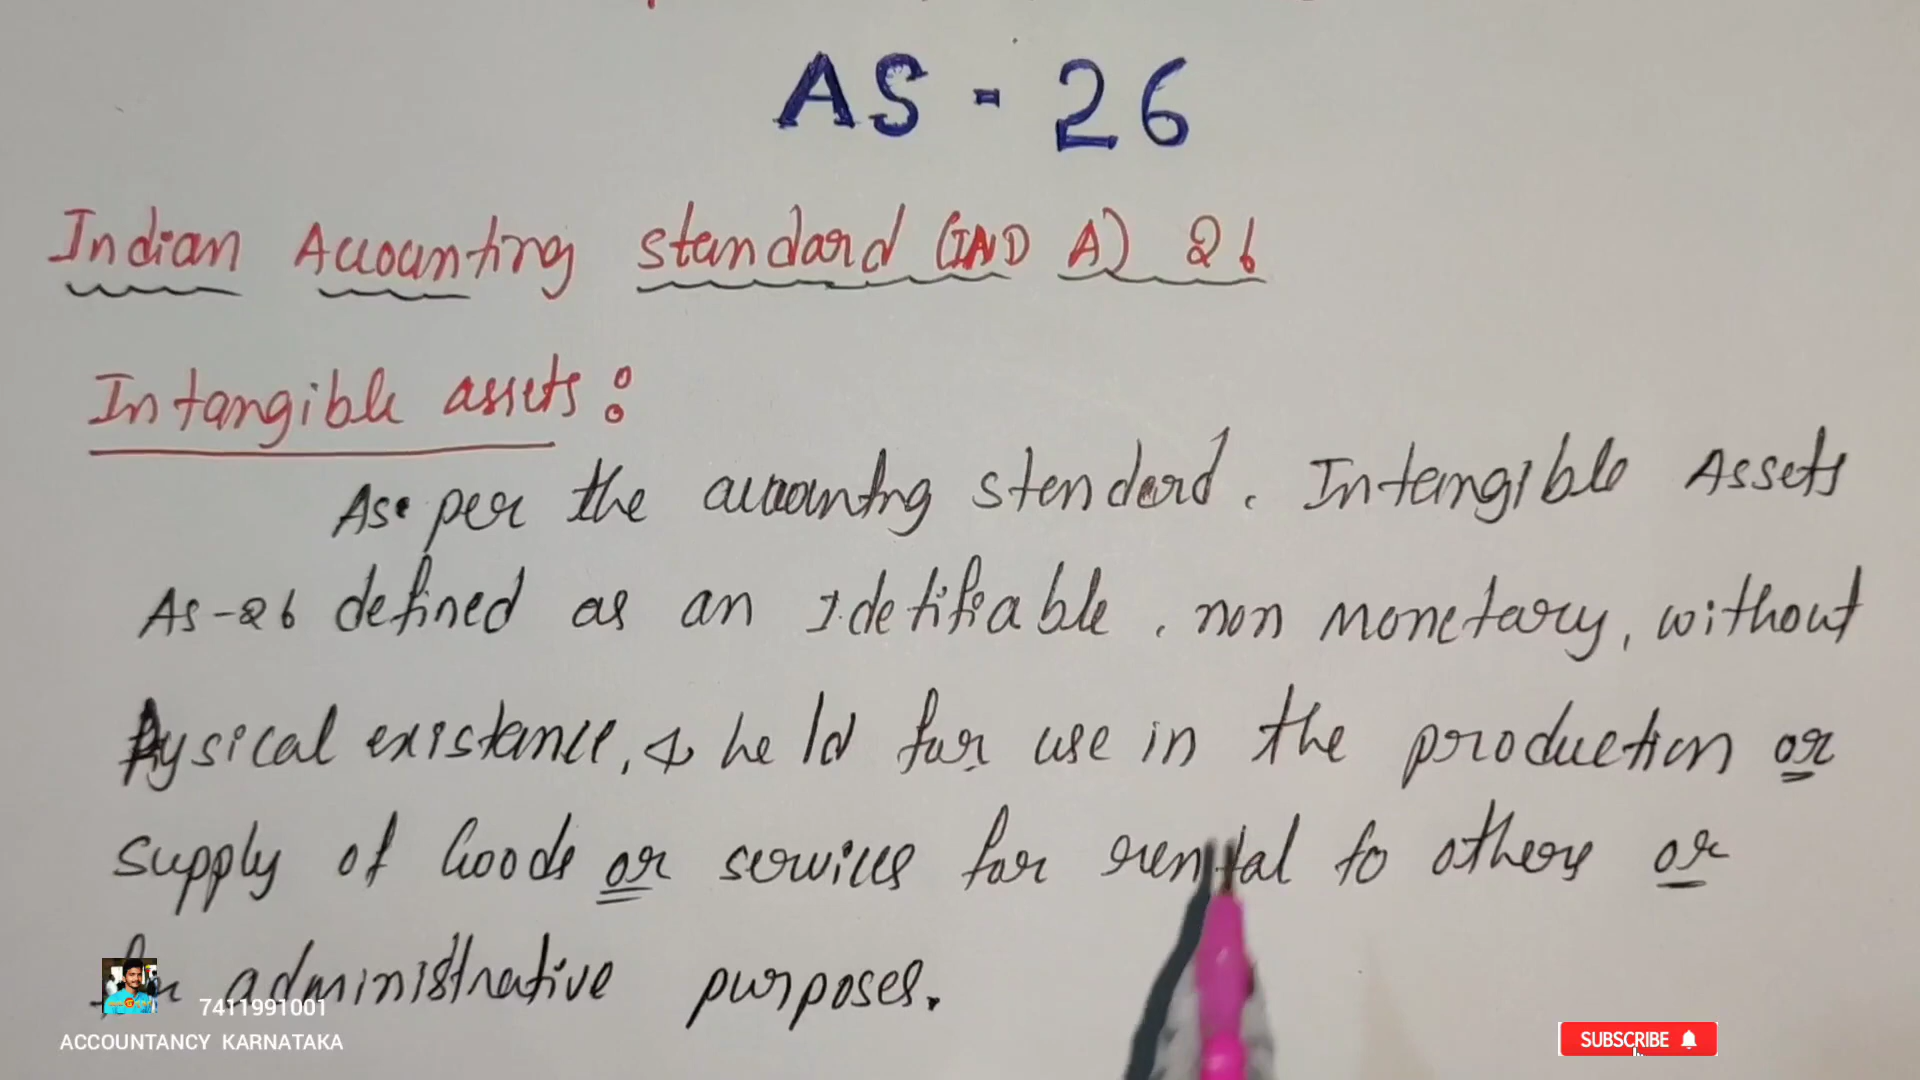 AS - 26
Indian Accounting standard (IND A) 26
Intangible assets :
As per the accounting standard. Intangible Assets
AS-26 defined as an Idetifiable, non monetary, without
Pysical existance, & held for use in the production or
supply of Goods or services for rental to others or
administrative purposes.
7411991001
ACCOUNTANCY KARNATAKA
SUBSCRIBE